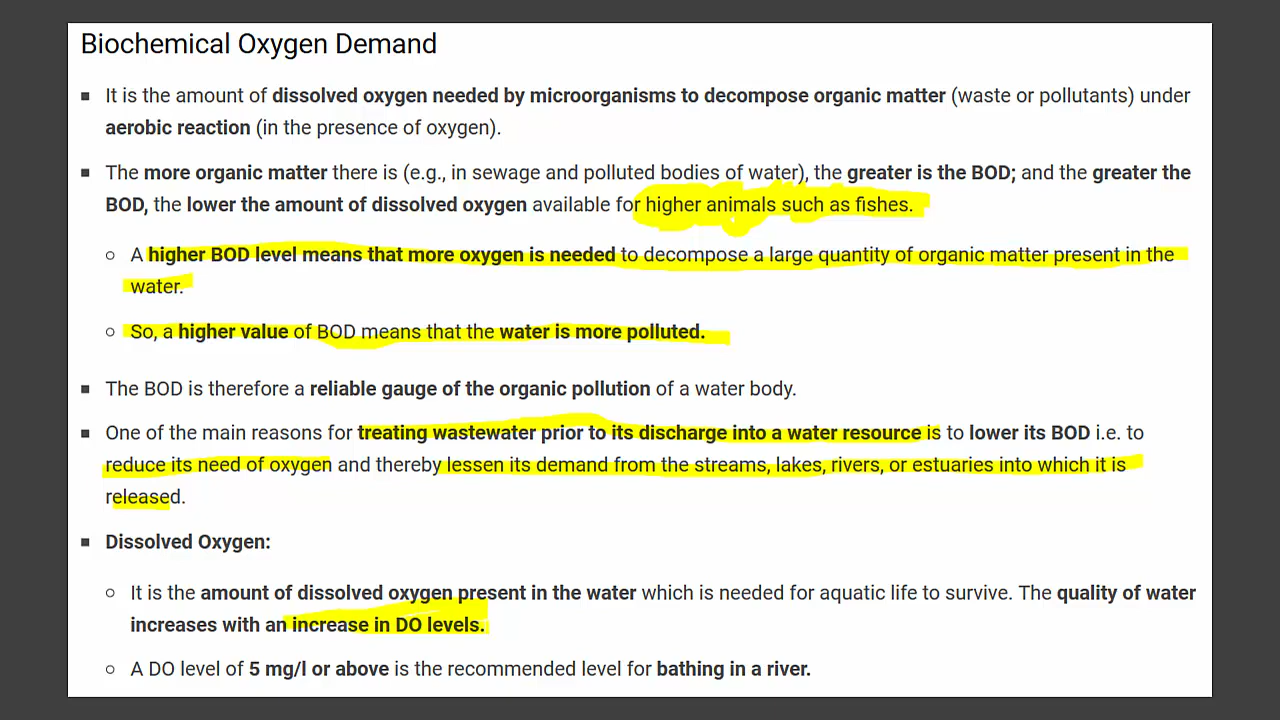 Biochemical Oxygen Demand
▪ It is the amount of dissolved oxygen needed by microorganisms to decompose organic matter (waste or pollutants) under
aerobic reaction (in the presence of oxygen).
▪ The more organic matter there is (e.g., in sewage and polluted bodies of water), the greater is the BOD; and the greater the
BOD, the lower the amount of dissolved oxygen available for higher animals such as fishes.
○ A higher BOD level means that more oxygen is needed to decompose a large quantity of organic matter present in the
water.
○ So, a higher value of BOD means that the water is more polluted.
▪ The BOD is therefore a reliable gauge of the organic pollution of a water body.
▪ One of the main reasons for treating wastewater prior to its discharge into a water resource is to lower its BOD i.e. to
reduce its need of oxygen and thereby lessen its demand from the streams, lakes, rivers, or estuaries into which it is
released.
▪ Dissolved Oxygen:
○ It is the amount of dissolved oxygen present in the water which is needed for aquatic life to survive. The quality of water
increases with an increase in DO levels.
○ A DO level of 5 mg/l or above is the recommended level for bathing in a river.